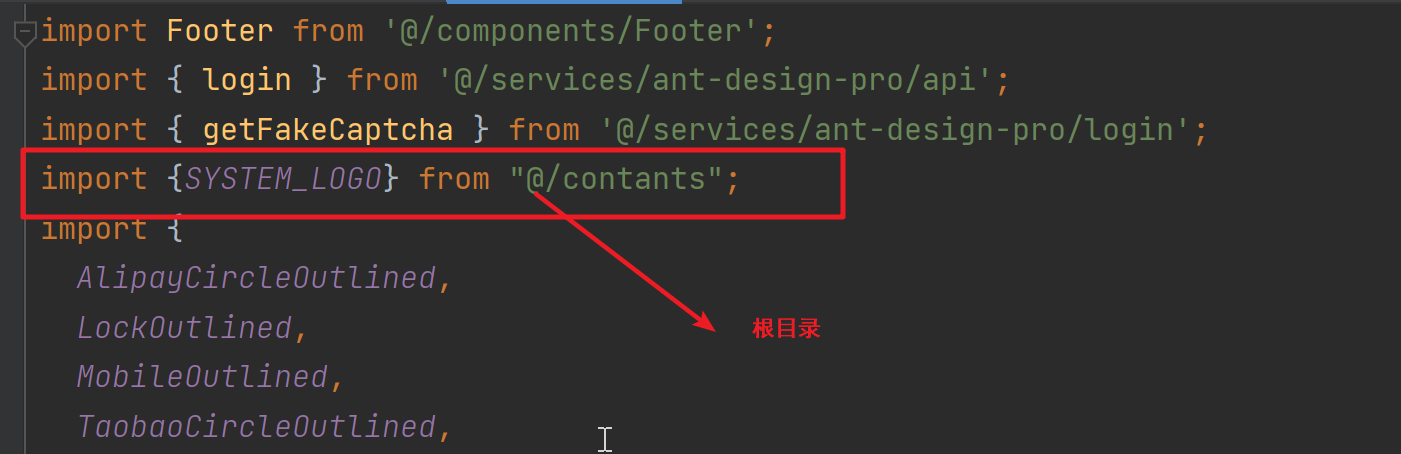 import Footer from '@/components/Footer';
import { login } from '@/services/ant-design-pro/api';
import { getFakeCaptcha } from '@/services/ant-design-pro/login';
import {SYSTEM_LOGO} from "@/contants";
import {
AlipayCircleOutlined,
LockOutlined,
根目录
MobileOutlined,
TaobaoCircleOutlined,